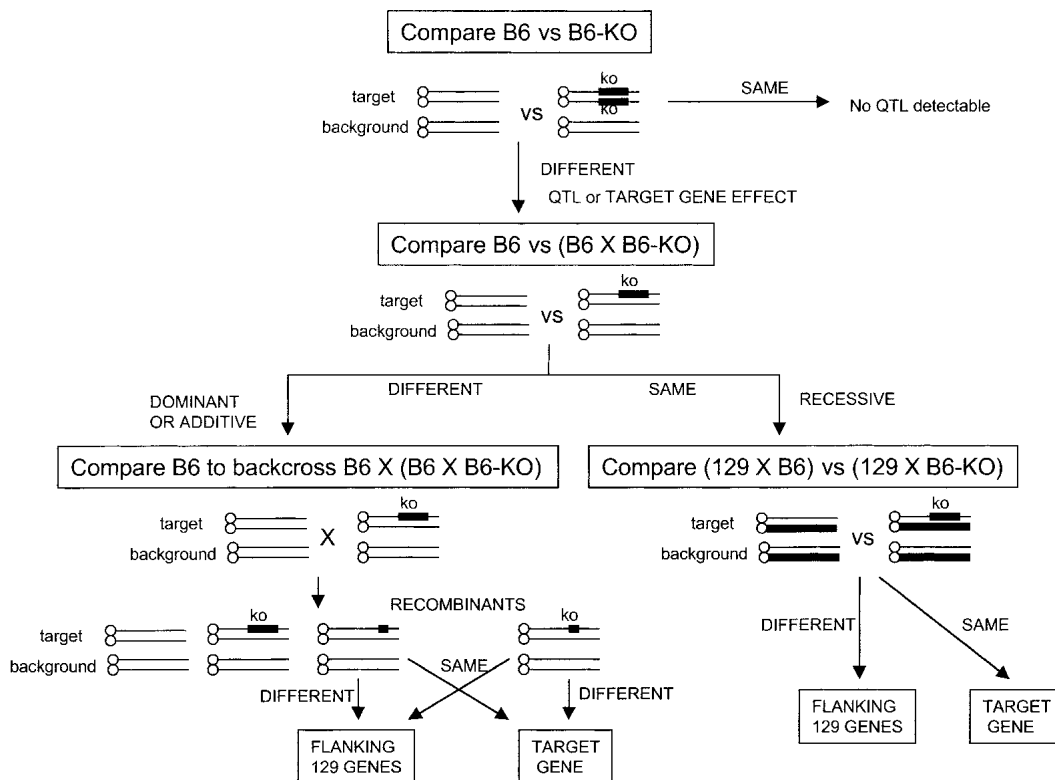 Compare B6 vs B6-KO
ko
target
vs
ko
background
SAME
No QTL detectable
DIFFERENT
QTL or TARGET GENE EFFECT
Compare B6 vs (B6 X B6-KO)
ko
target
vs
background
DIFFERENT
SAME
DOMINANT
OR ADDITIVE
RECESSIVE
Compare B6 to backcross B6 X (B6 X B6-KO)
Compare (129 X B6) vs (129 X B6-KO)
ko
target
X
background
ko
target
vs
background
RECOMBINANTS
ko
ko
target
background
SAME
DIFFERENT
DIFFERENT
DIFFERENT
SAME
FLANKING
129 GENES
TARGET
GENE
FLANKING
129 GENES
TARGET
GENE